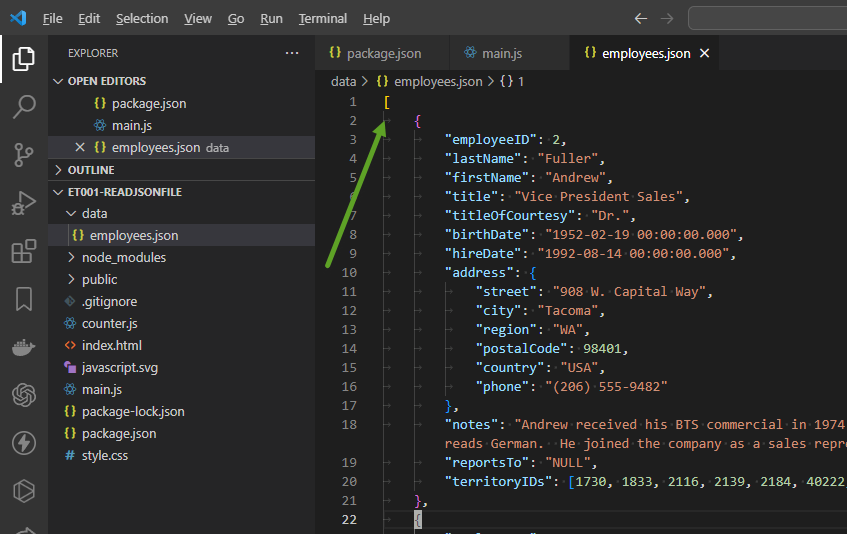 File Edit Selection View Go Run Terminal Help
EXPLORER
OPEN EDITORS
{} package.json
main.js
{} employees.json data
OUTLINE
ET001-READJSONFILE
data
{} employees.json
node_modules
public
.gitignore
counter.js
<> index.html
javascript.svg
main.js
{} package-lock.json
{} package.json
# style.css
{} package.json main.js {} employees.json
data > {} employees.json > {} 1
1 [
2 {
3 "employeeID": 2,
4 "lastName": "Fuller",
5 "firstName": "Andrew",
"title": "Vice President Sales",
7 "titleOfCourtesy": "Dr.",
8 "birthDate": "1952-02-19 00:00:00.000",
9 "hireDate": "1992-08-14 00:00:00.000",
10 "address": {
11 "street": "908 W. Capital Way",
12 "city": "Tacoma",
13 "region": "WA",
14 "postalCode": 98401,
15 "country": "USA",
16 "phone": "(206) 555-9482"
17 },
18 "notes": "Andrew received his BTS commercial in 1974
reads German. He joined the company as a sales repr
19 "reportsTo": "NULL",
20 "territoryIDs": [1730, 1833, 2116, 2139, 2184, 40222,
21 },
22 {